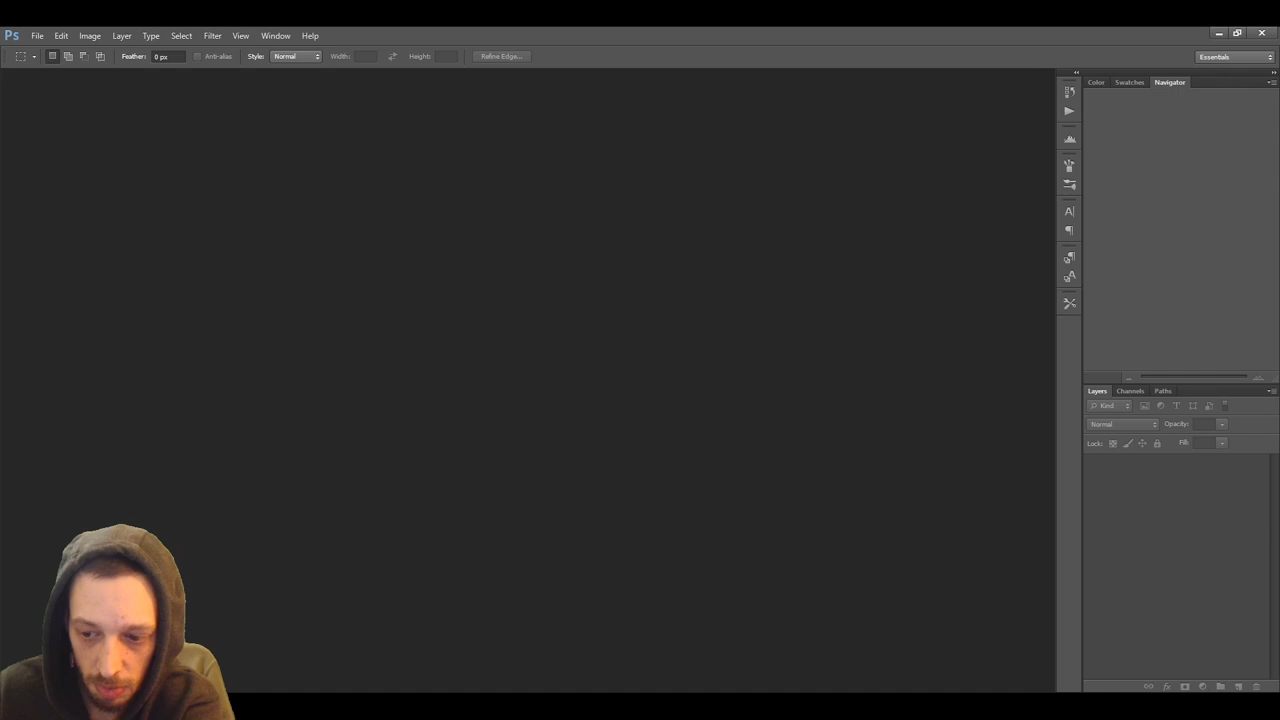 Ps File Edit Image Layer Type Select Filter View Window Help
Feather: 0 px Anti-alias Style: Normal Width: Height: Refine Edge... Essentials
Color Swatches Navigator
Layers Channels Paths
Kind
Normal Opacity:
Lock: Fill: